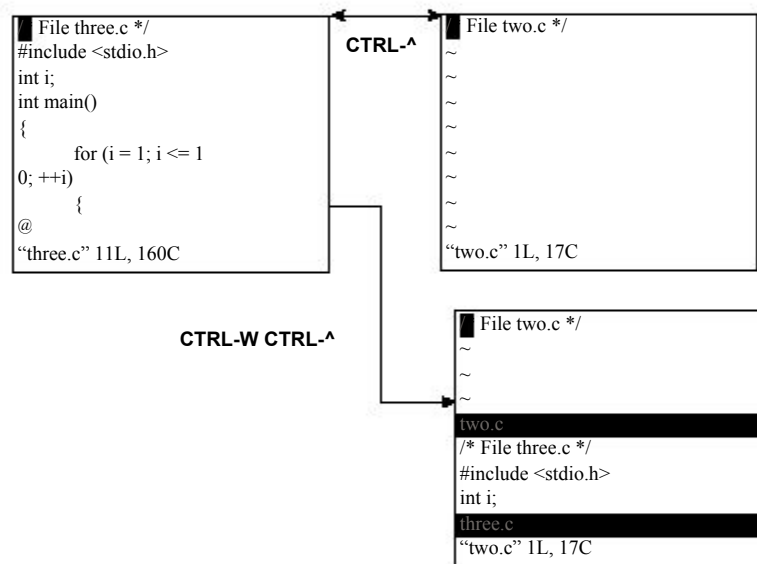 / File three.c */
#include <stdio.h>
int i;
int main()
{
for (i = 1; i <= 1
0; ++i)
{
@
“three.c” 11L, 160C
CTRL-^
/ File two.c */
~
~
~
~
~
~
~
~
“two.c” 1L, 17C
CTRL-W CTRL-^
/ File two.c */
~
~
~
two.c
/* File three.c */
#include <stdio.h>
int i;
three.c
“two.c” 1L, 17C